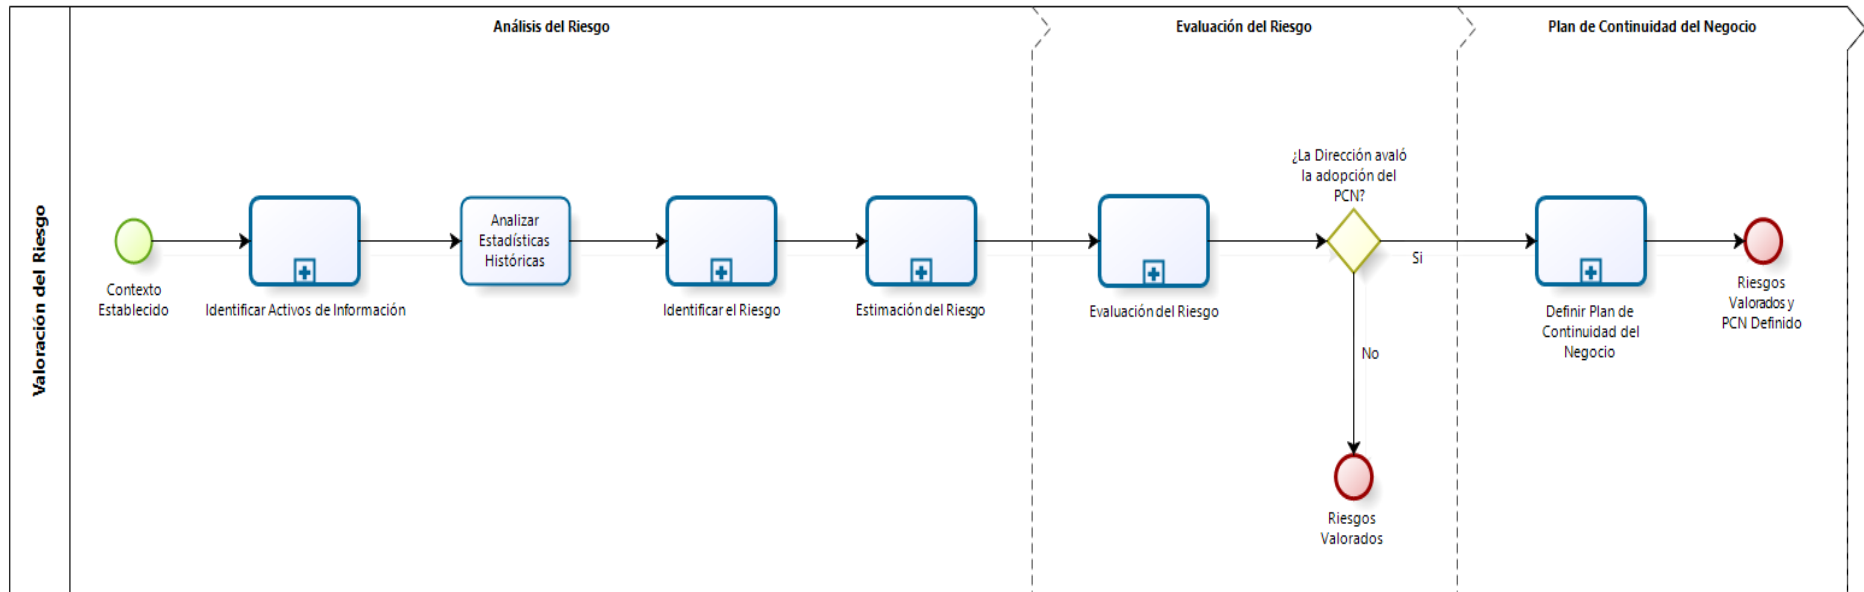 Valoración del Riesgo
Análisis del Riesgo
Evaluación del Riesgo
Plan de Continuidad del Negocio
Contexto
Establecido
Identificar Activos de Información
Analizar
Estadísticas
Históricas
Identificar el Riesgo
Estimación del Riesgo
Evaluación del Riesgo
¿La Dirección avaló
la adopción del
PCN?
Si
No
Riesgos
Valorados
Definir Plan de
Continuidad del
Negocio
Riesgos
Valorados y
PCN Definido